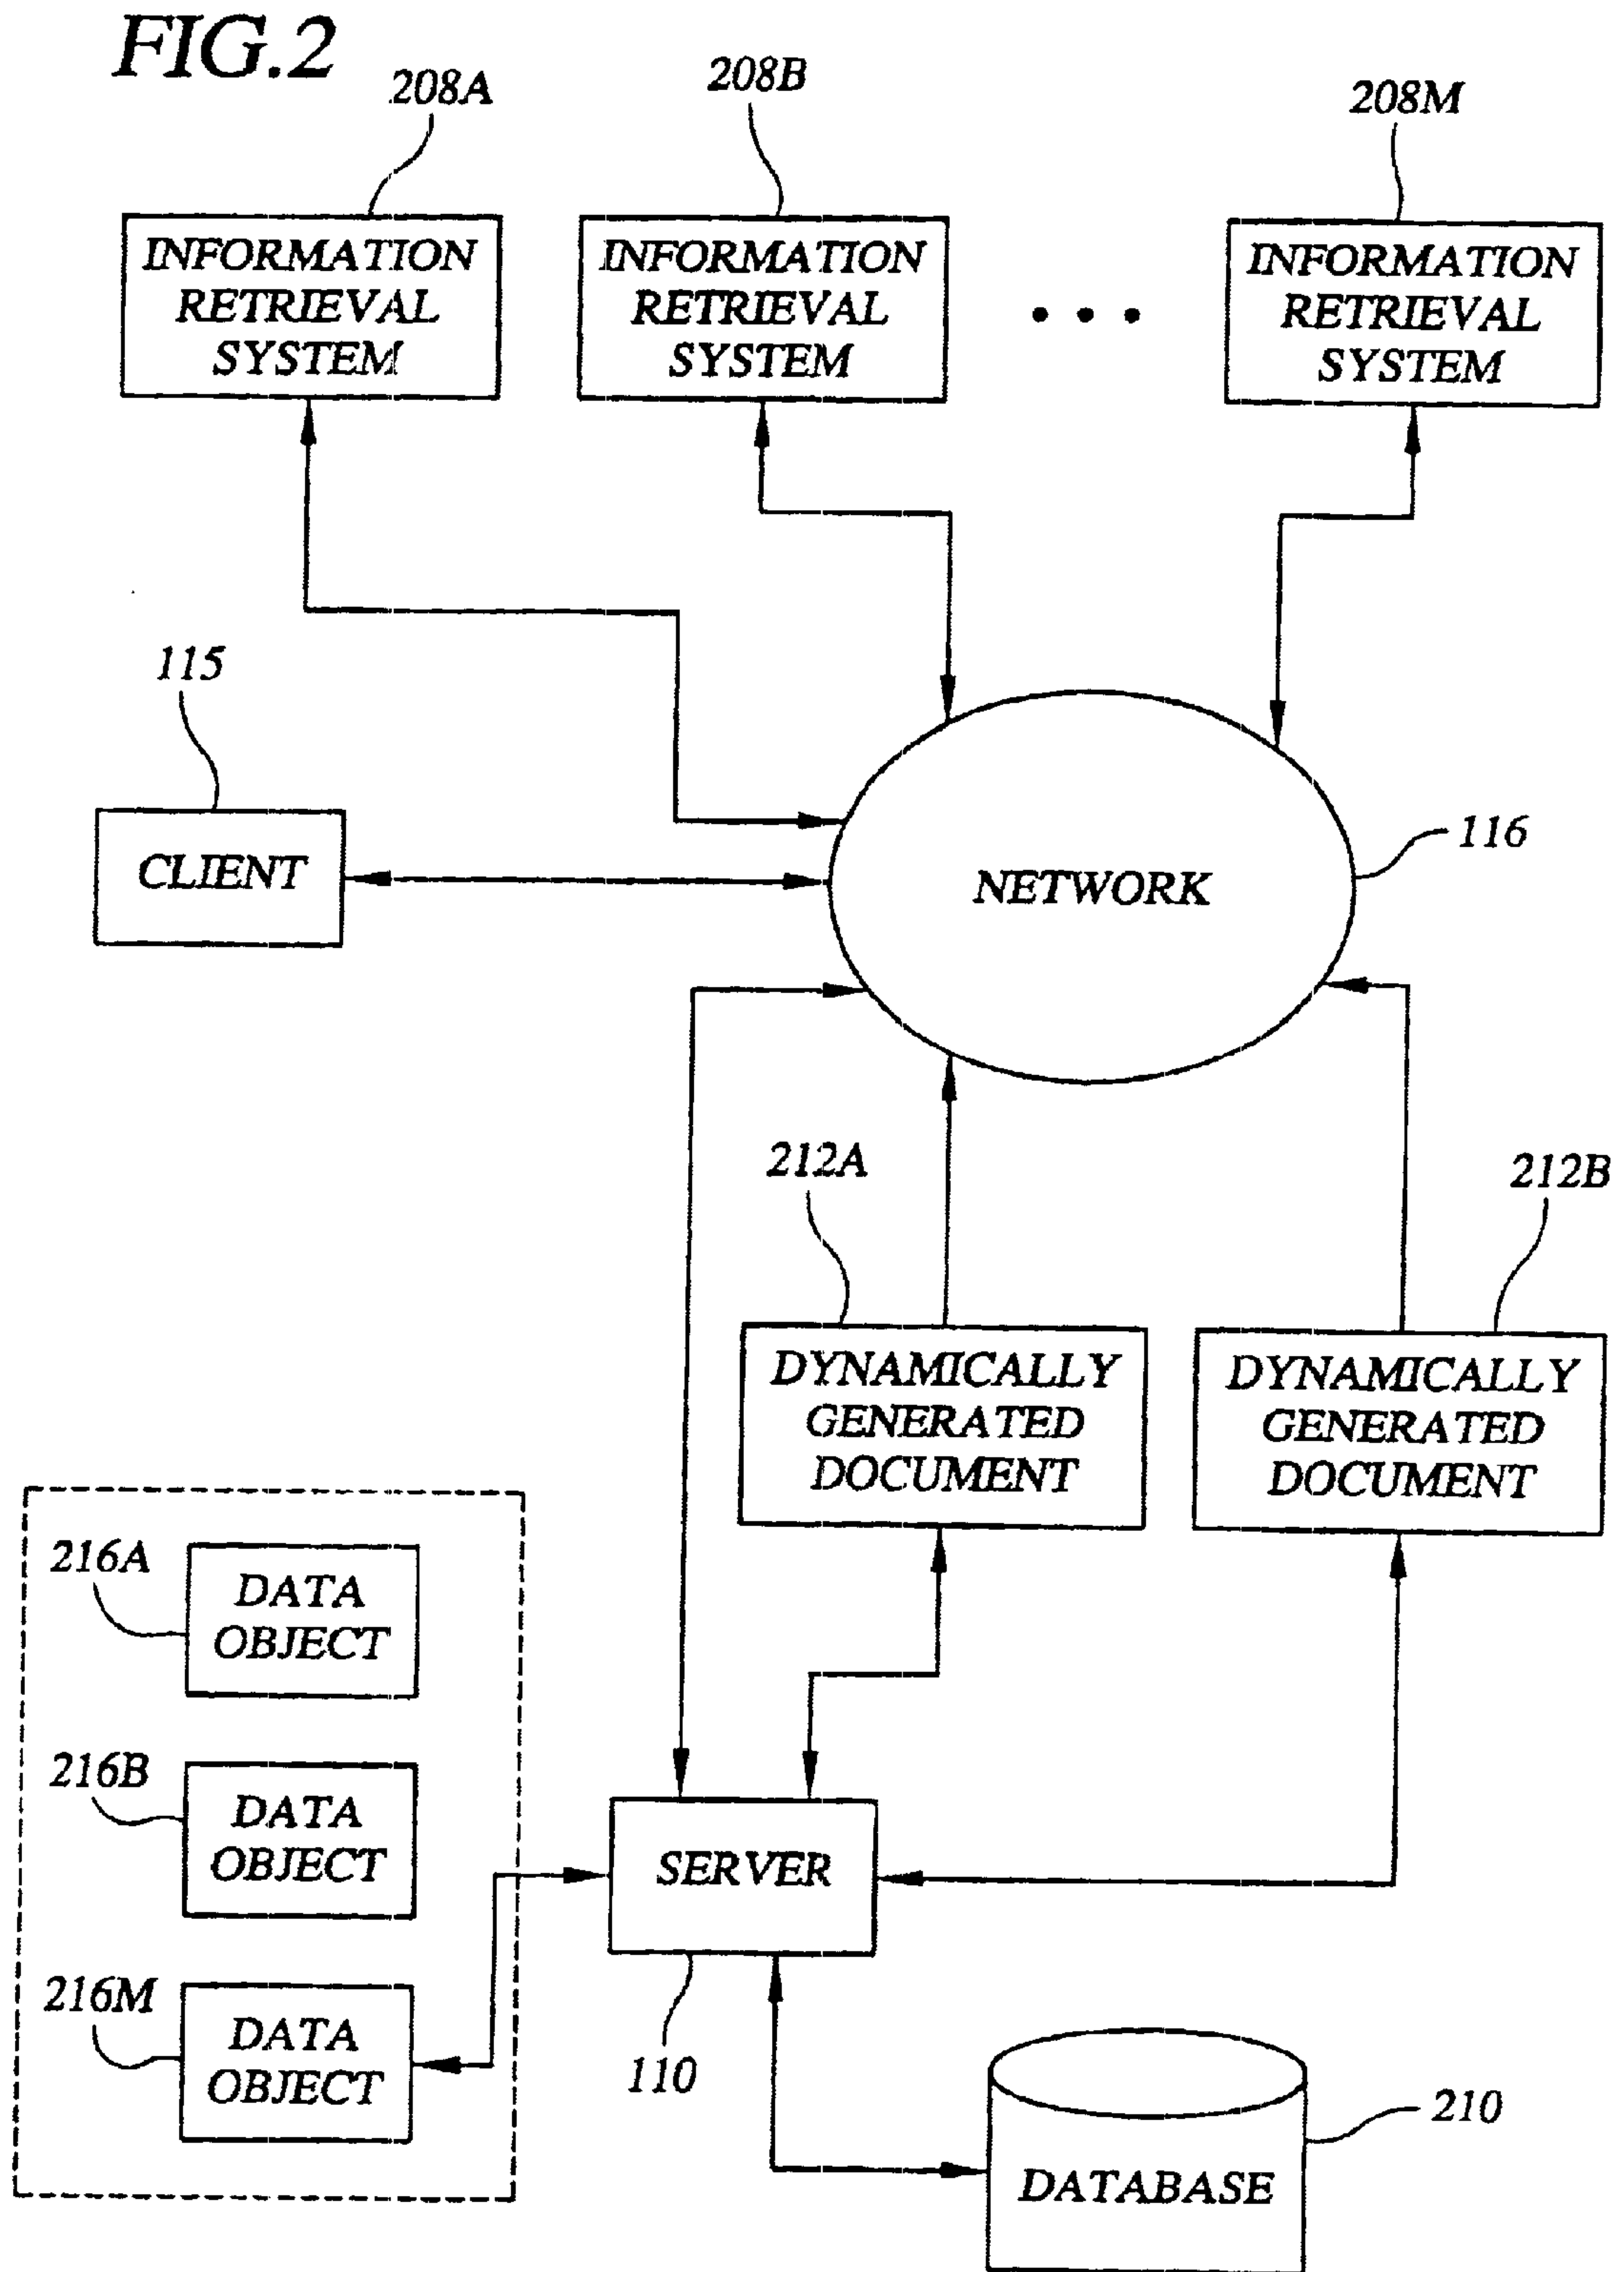 FIG.2
208A
208B
208M
INFORMATION
RETRIEVAL
SYSTEM
INFORMATION
RETRIEVAL
SYSTEM
INFORMATION
RETRIEVAL
SYSTEM
115
CLIENT
NETWORK
116
212A
212B
DYNAMICALLY
GENERATED
DOCUMENT
DYNAMICALLY
GENERATED
DOCUMENT
216A
DATA
OBJECT
216B
DATA
OBJECT
216M
DATA
OBJECT
SERVER
110
DATABASE
210